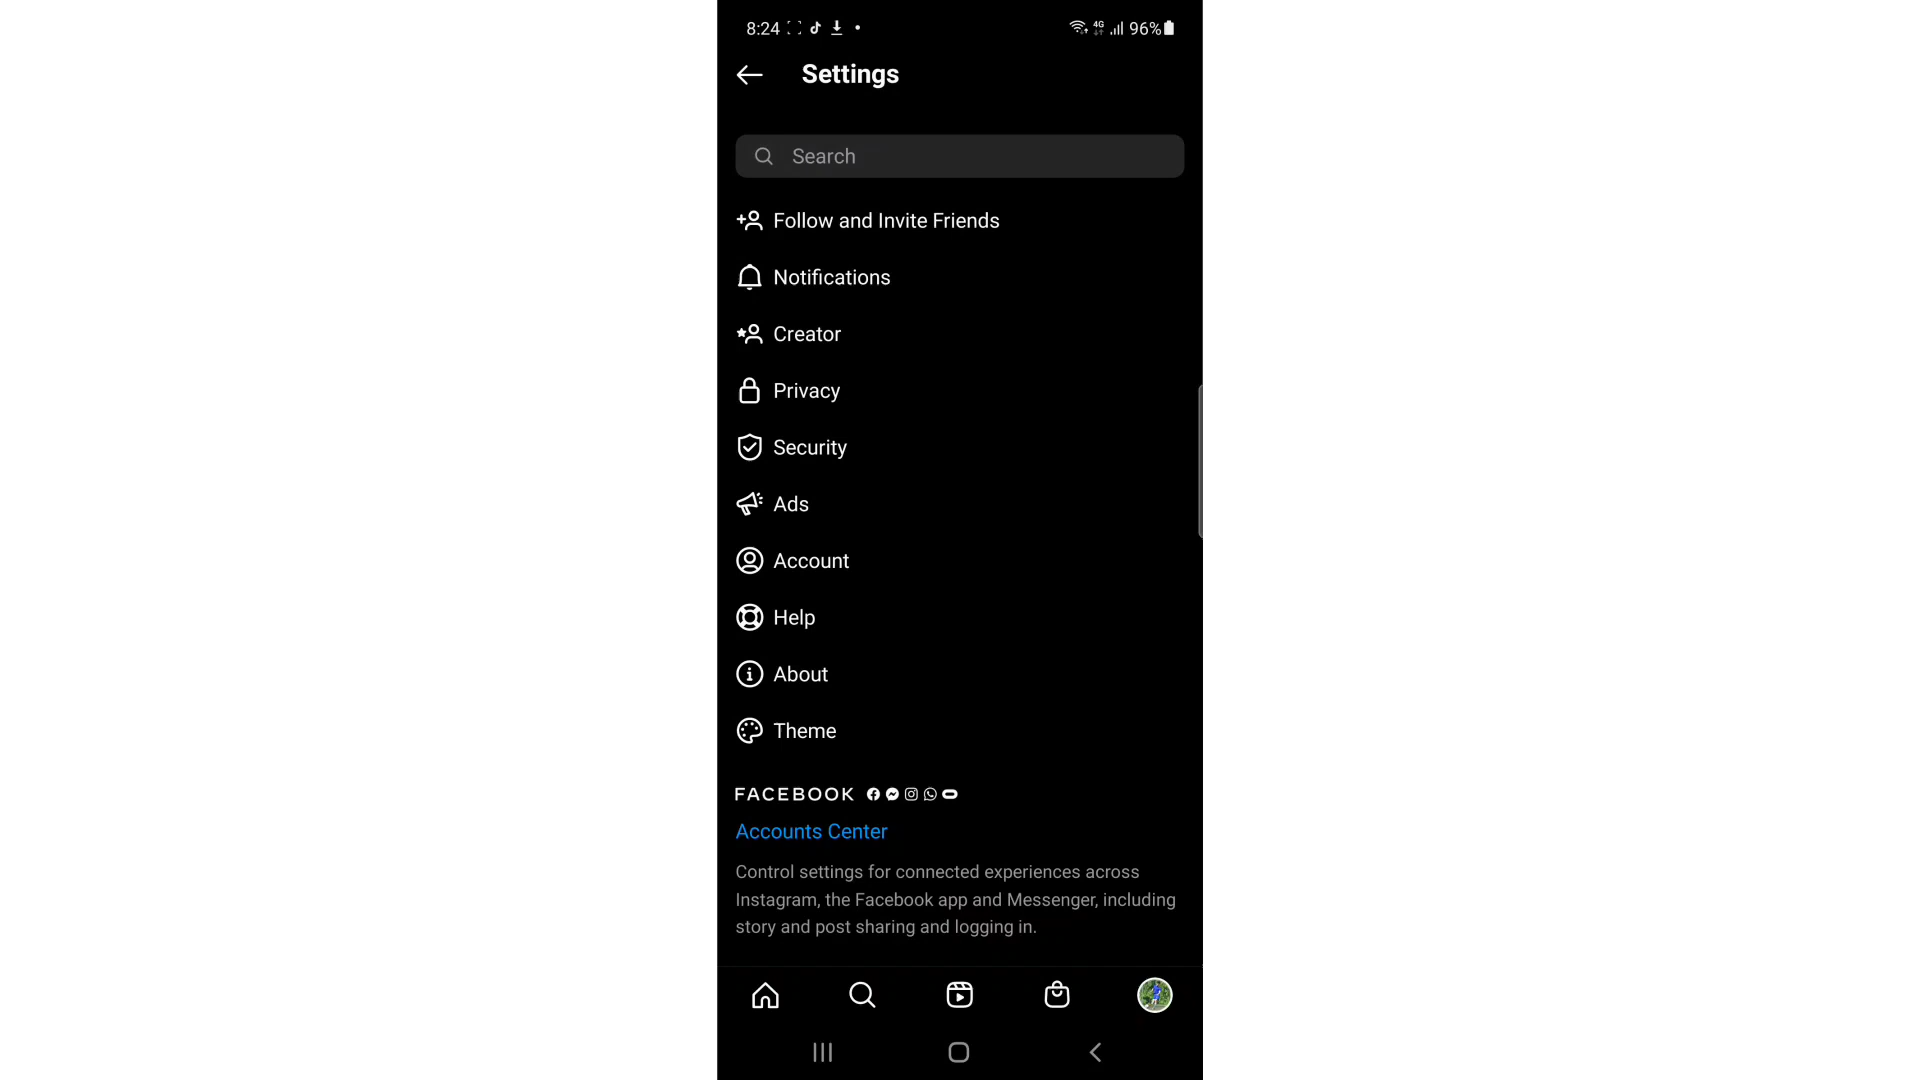 8:24 4G 96%
Settings
Search
Follow and Invite Friends
Notifications
Creator
Privacy
Security
Ads
Account
Help
About
Theme
FACEBOOK
Accounts Center
Control settings for connected experiences across
Instagram, the Facebook app and Messenger, including
story and post sharing and logging in.